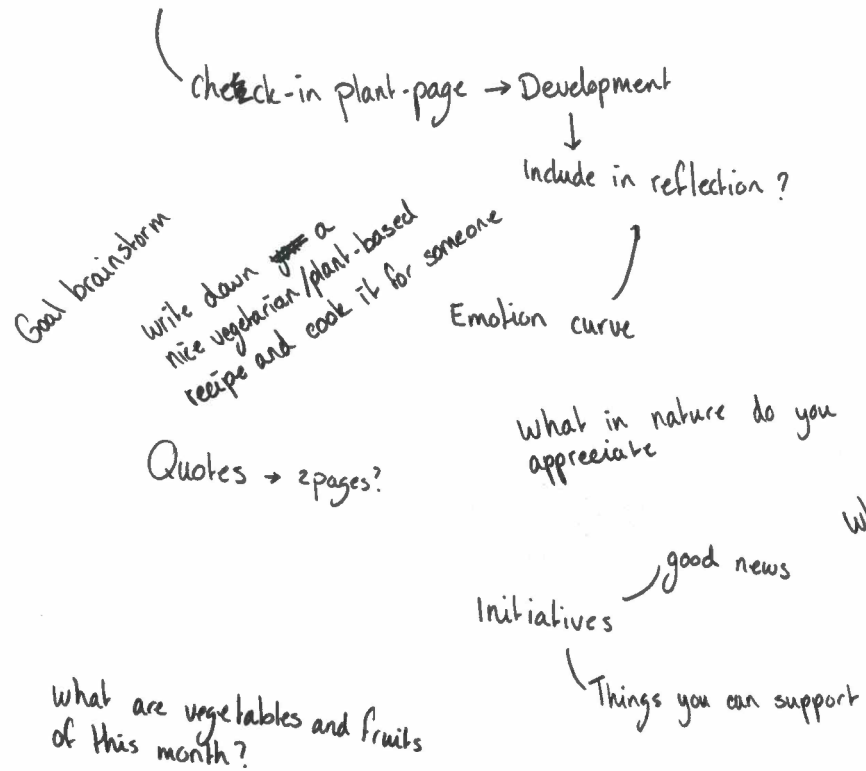 Check-in plant-page → Development
↓
Include in reflection?
Goal brainstorm
write down a
nice vegetarian/plant-based
recipe and cook it for someone
Emotion curve
What in nature do you
appreciate
Quotes → 2 pages?
good news
Initiatives
Things you can support
what are vegetables and fruits
of this month?